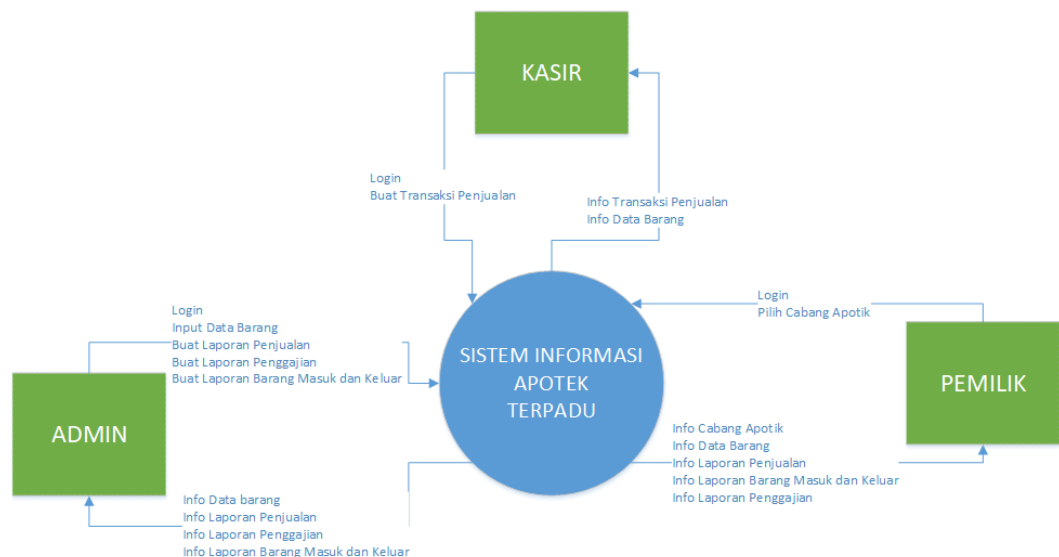 KASIR
Login
Buat Transaksi Penjualan
Info Transaksi Penjualan
Info Data Barang
Login
Input Data Barang
Buat Laporan Penjualan
Buat Laporan Penggajian
Buat Laporan Barang Masuk dan Keluar
Login
Pilih Cabang Apotik
SISTEM INFORMASI
APOTEK
TERPADU
ADMIN
PEMILIK
Info Cabang Apotik
Info Data Barang
Info Laporan Penjualan
Info Laporan Barang Masuk dan Keluar
Info Laporan Penggajian
Info Data barang
Info Laporan Penjualan
Info Laporan Penggajian
Info Laporan Barang Masuk dan Keluar